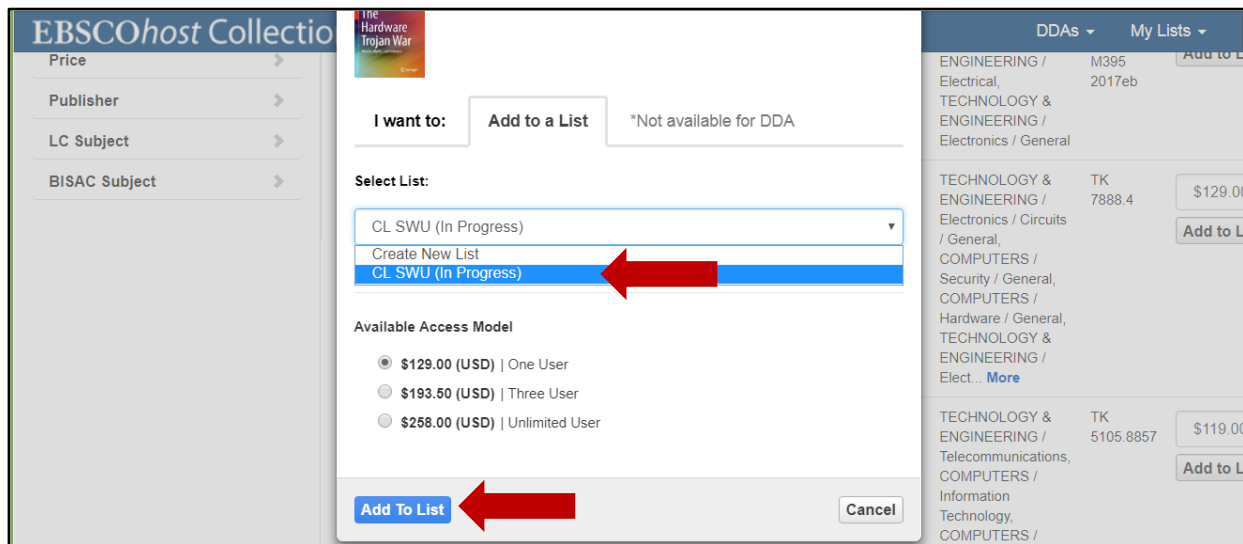 EBSCOhost Collectio
DDAs
My Lists
Price
Publisher
LC Subject
BISAC Subject
The
Hardware
Trojan War
I want to:
Add to a List
*Not available for DDA
Select List:
CL SWU (In Progress)
Create New List
CL SWU (In Progress)
Available Access Model
$129.00 (USD) | One User
$193.50 (USD) | Three User
$258.00 (USD) | Unlimited User
Add To List
Cancel
ENGINEERING /
Electrical,
TECHNOLOGY &
ENGINEERING /
Electronics / General
M395
2017eb
Add to L
TECHNOLOGY &
ENGINEERING /
Electronics / Circuits
/ General,
COMPUTERS /
Security / General,
COMPUTERS /
Hardware / General,
TECHNOLOGY &
ENGINEERING /
Elect... More
TK
7888.4
$129.00
Add to L
TECHNOLOGY &
ENGINEERING /
Telecommunications,
COMPUTERS /
Information
Technology,
COMPUTERS /
TK
5105.8857
$119.00
Add to L